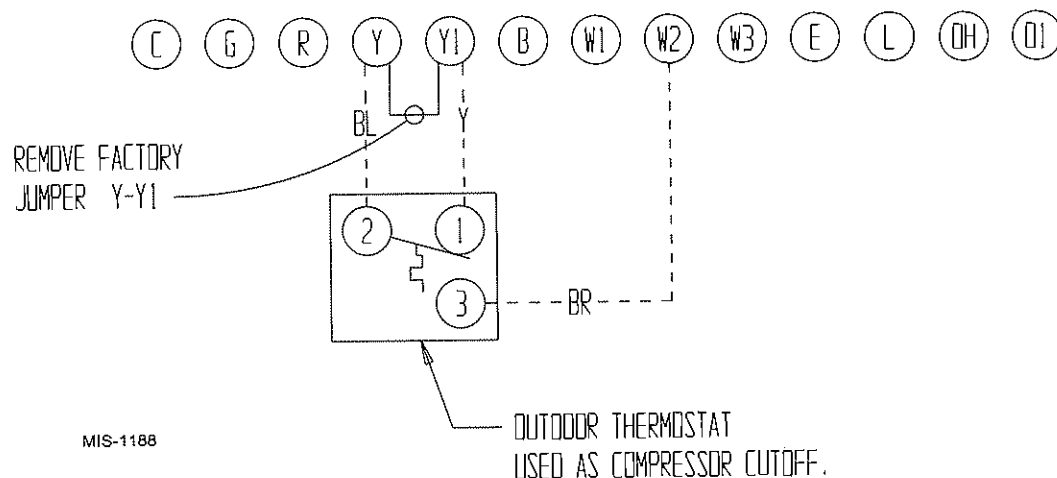 C G R Y Y1 B W1 W2 W3 E L OH O1
BL Y
REMOVE FACTORY
JUMPER Y-Y1
2 1
3 BR
MIS-1188
OUTDOOR THERMOSTAT
USED AS COMPRESSOR CUTOFF.